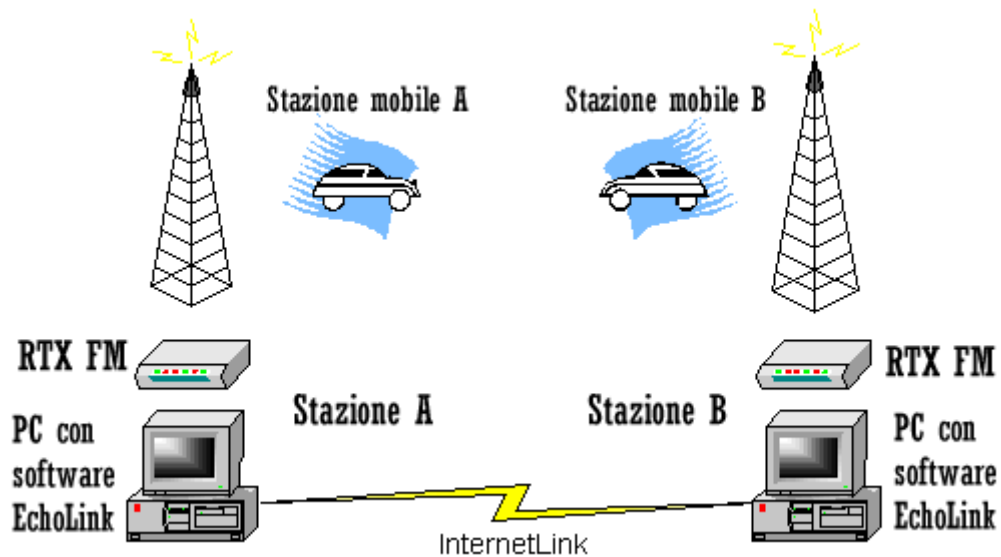 Stazione mobile A
Stazione mobile B
RTX FM
RTX FM
Stazione A
Stazione B
PC con
software
EchoLink
PC con
software
EchoLink
InternetLink